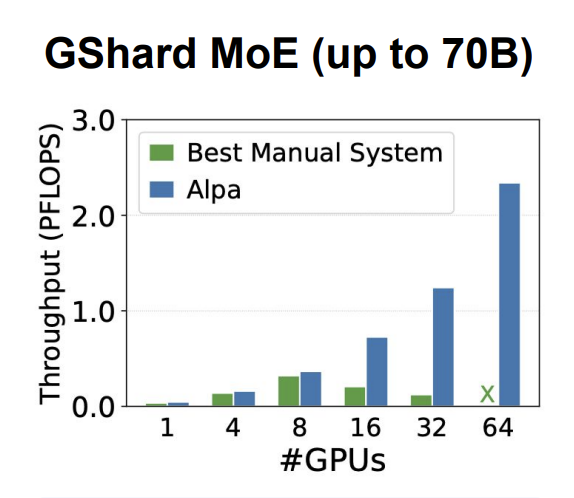 GShard MoE (up to 70B)
Throughput (PFLOPS)
3.0
2.0
1.0
0.0
Best Manual System
Alpa
x
1 4 8 16 32 64
#GPUs